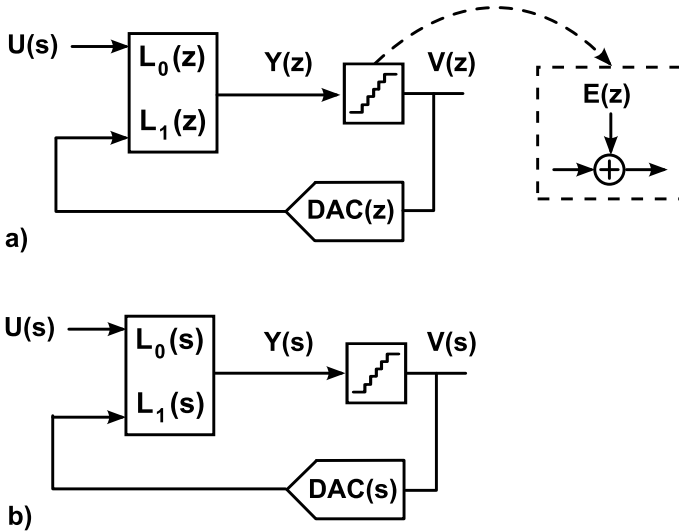 U(s)
L₀(z)
Y(z)
V(z)
L₁(z)
DAC(z)
E(z)
+
a)
U(s)
L₀(s)
Y(s)
V(s)
L₁(s)
DAC(s)
b)